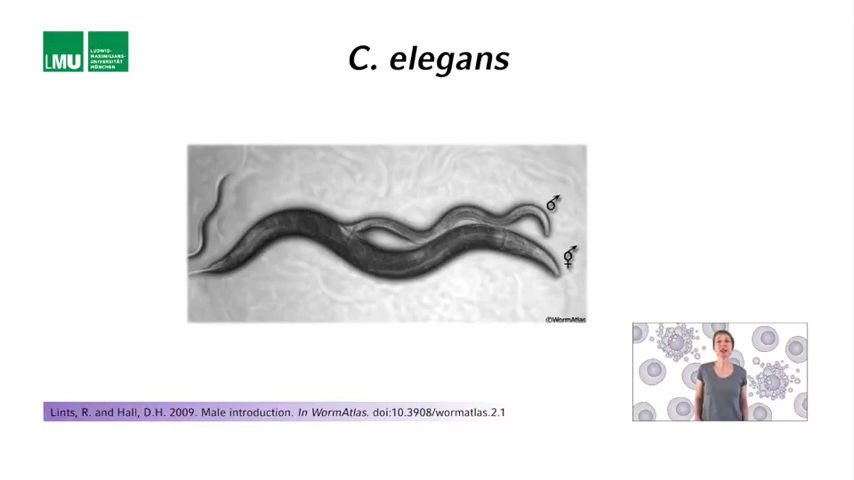 LMU
LUDWIG-
MAXIMILIANS-
UNIVERSITÄT
MÜNCHEN
C. elegans
♂
⚥
©WormAtlas
Lints, R. and Hall, D.H. 2009. Male introduction. In WormAtlas. doi:10.3908/wormatlas.2.1